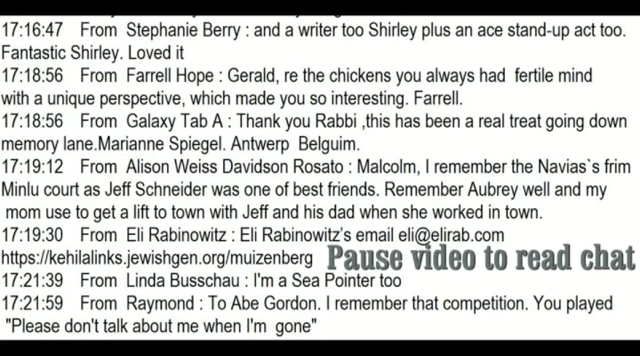 17:16:47 From Stephanie Berry : and a writer too Shirley plus an ace stand-up act too.
Fantastic Shirley. Loved it
17:18:56 From Farrell Hope : Gerald, re the chickens you always had fertile mind
with a unique perspective, which made you so interesting. Farrell.
17:18:56 From Galaxy Tab A : Thank you Rabbi ,this has been a real treat going down
memory lane.Marianne Spiegel. Antwerp Belguim.
17:19:12 From Alison Weiss Davidson Rosato : Malcolm, I remember the Navias`s frim
Minlu court as Jeff Schneider was one of best friends. Remember Aubrey well and my
mom use to get a lift to town with Jeff and his dad when she worked in town.
17:19:30 From Eli Rabinowitz : Eli Rabinowitz's email eli@elirab.com
https://kehilalinks.jewishgen.org/muizenberg Pause video to read chat
17:21:39 From Linda Busschau : I'm a Sea Pointer too
17:21:59 From Raymond : To Abe Gordon. I remember that competition. You played
"Please don't talk about me when I'm gone"